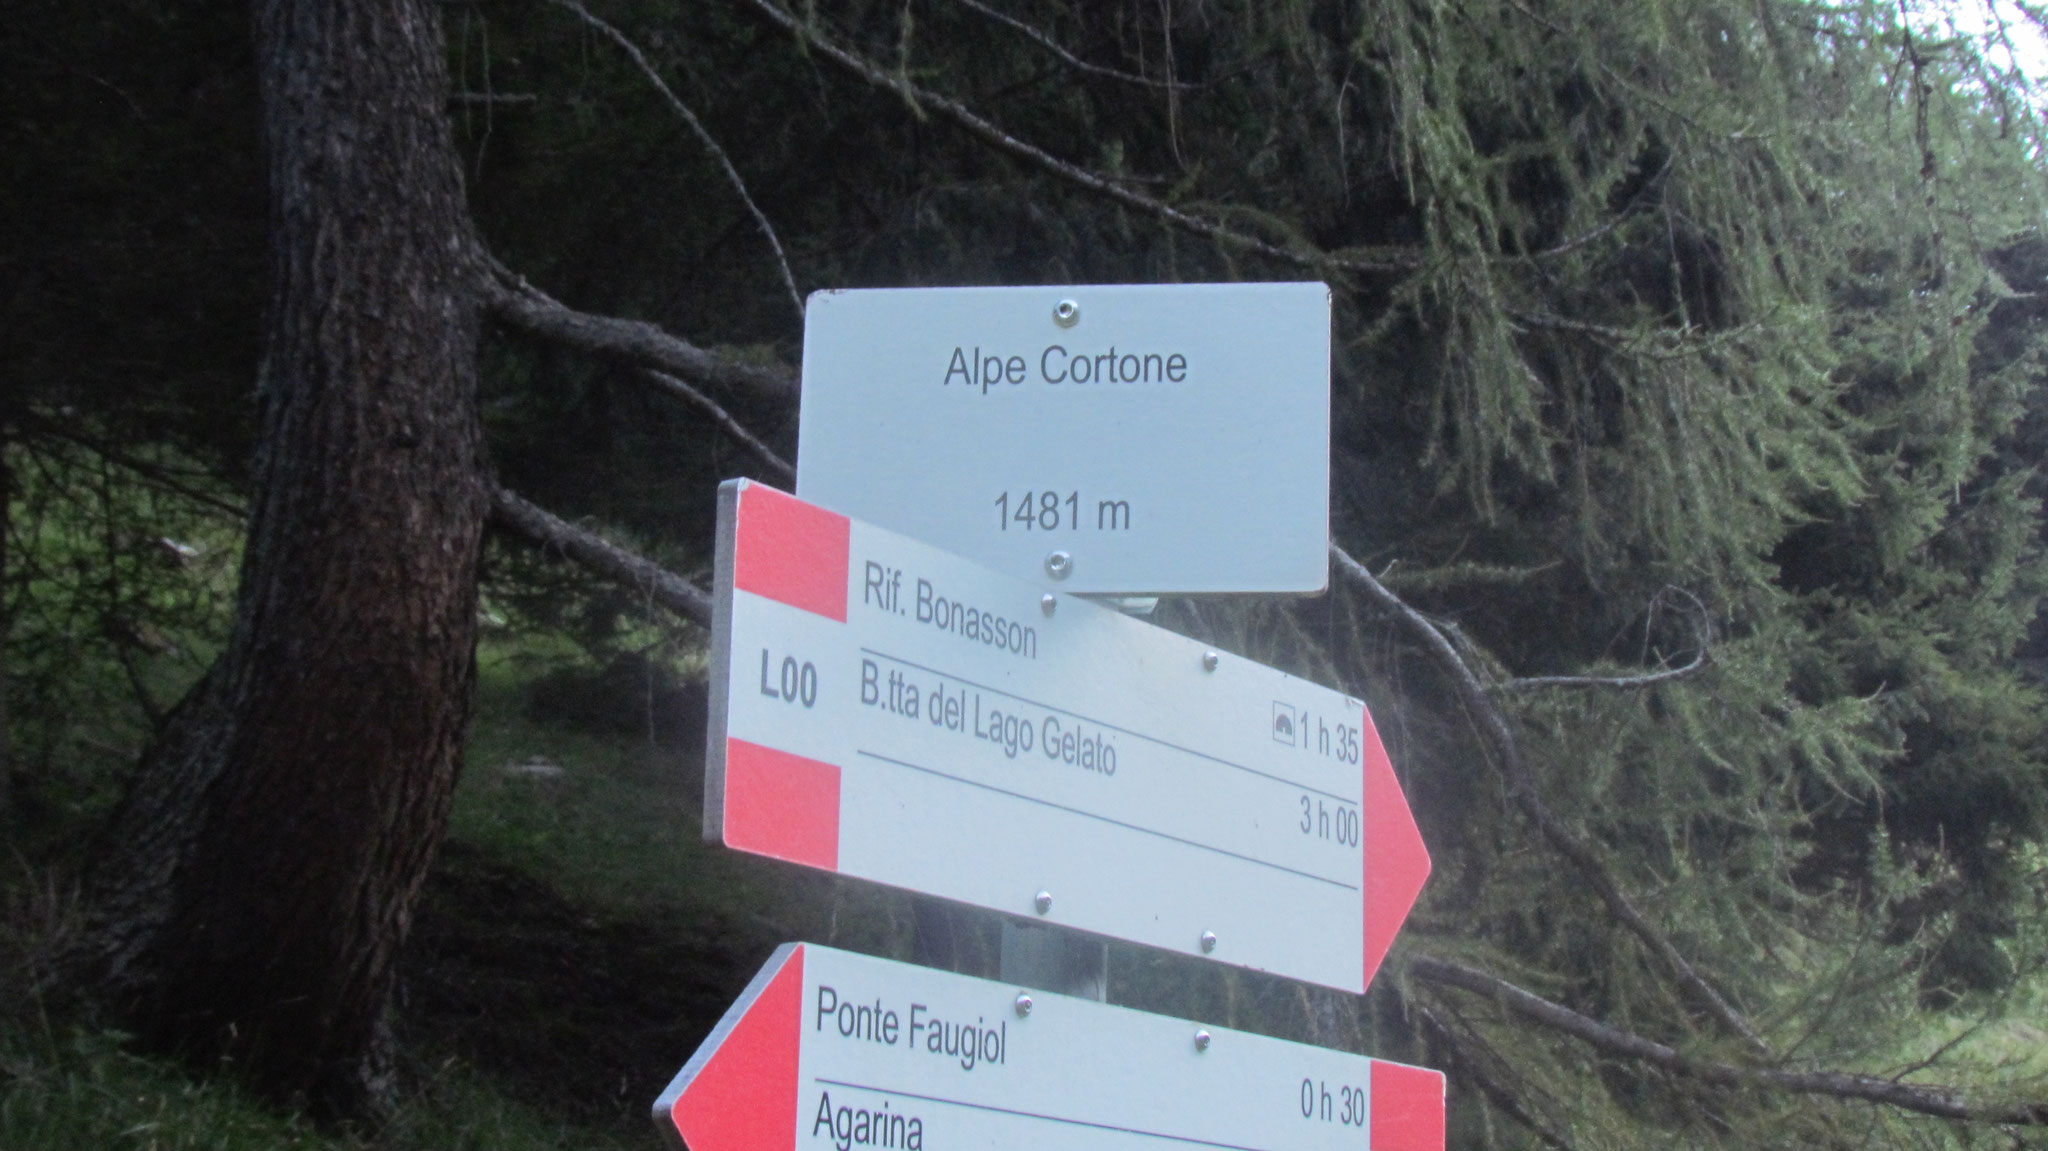 Alpe Cortone
1481 m
L00
Rif. Bonasson 1 h 35
B.tta del Lago Gelato 3 h 00
Ponte Faugiol 0 h 30
Agarina